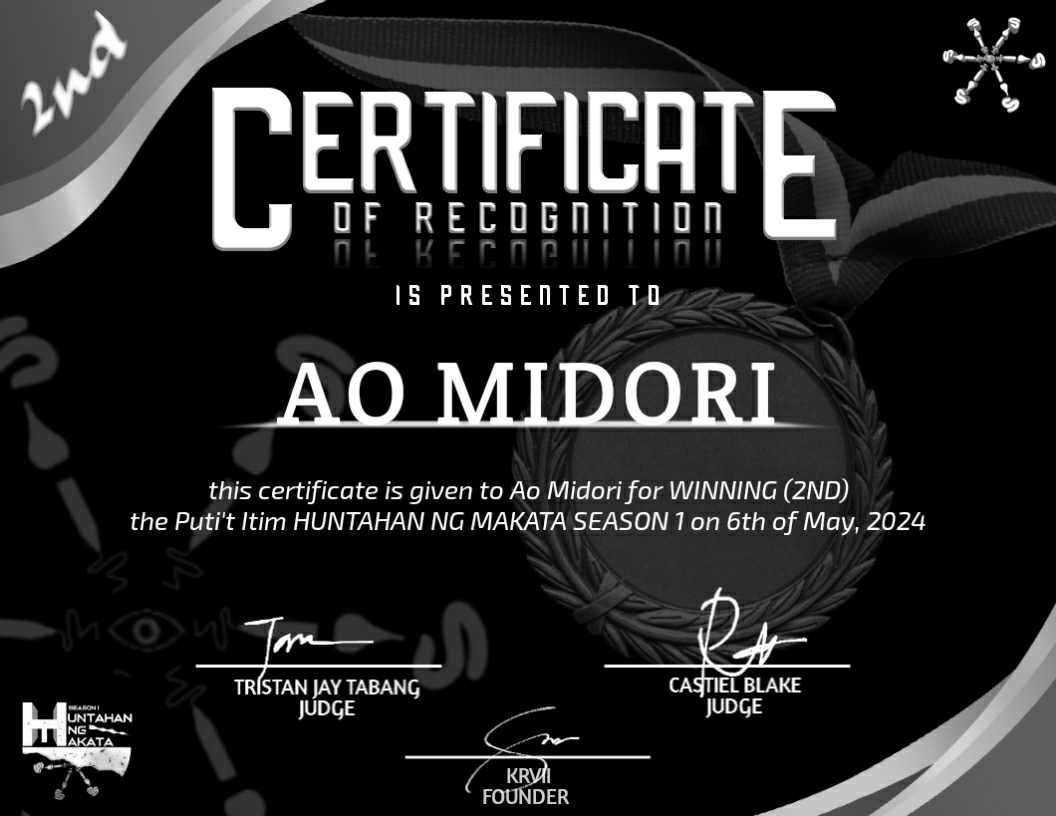 2nd
CERTIFICATE
OF RECOGNITION
IS PRESENTED TO
AO MIDORI
this certificate is given to Ao Midori for WINNING (2ND)
the Puti't Itim HUNTAHAN NG MAKATA SEASON 1 on 6th of May, 2024
TRISTAN JAY TABANG
JUDGE
CASTIEL BLAKE
JUDGE
KRVII
FOUNDER
SEASON 1
HUNTAHAN
NG
MAKATA